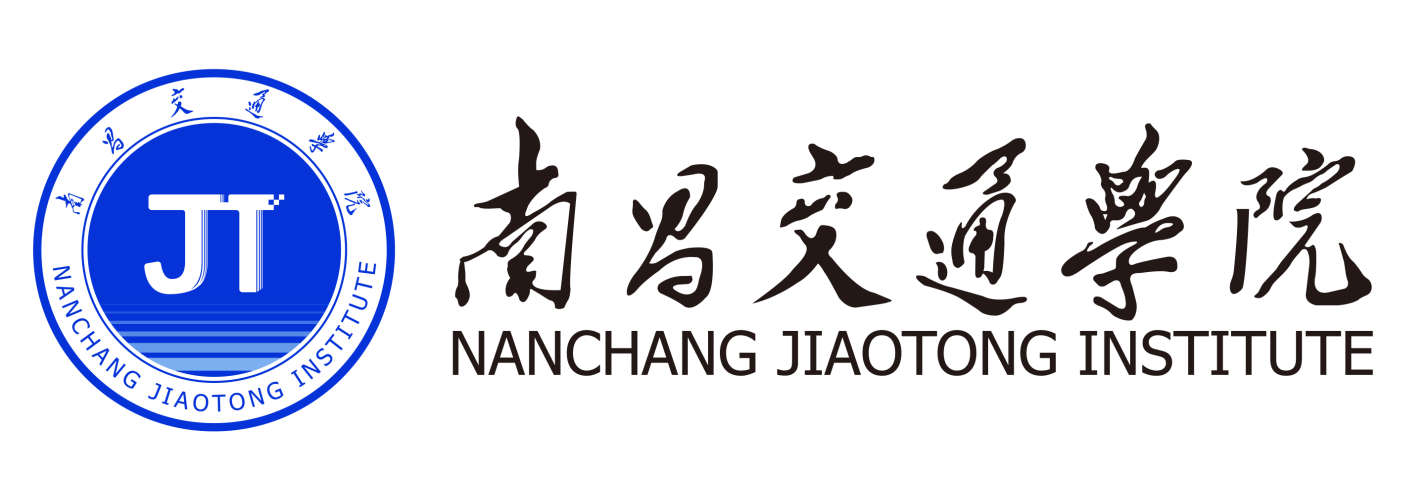 南昌交通學院
JT
NANCHANG JIAOTONG INSTITUTE
南昌交通學院
NANCHANG JIAOTONG INSTITUTE